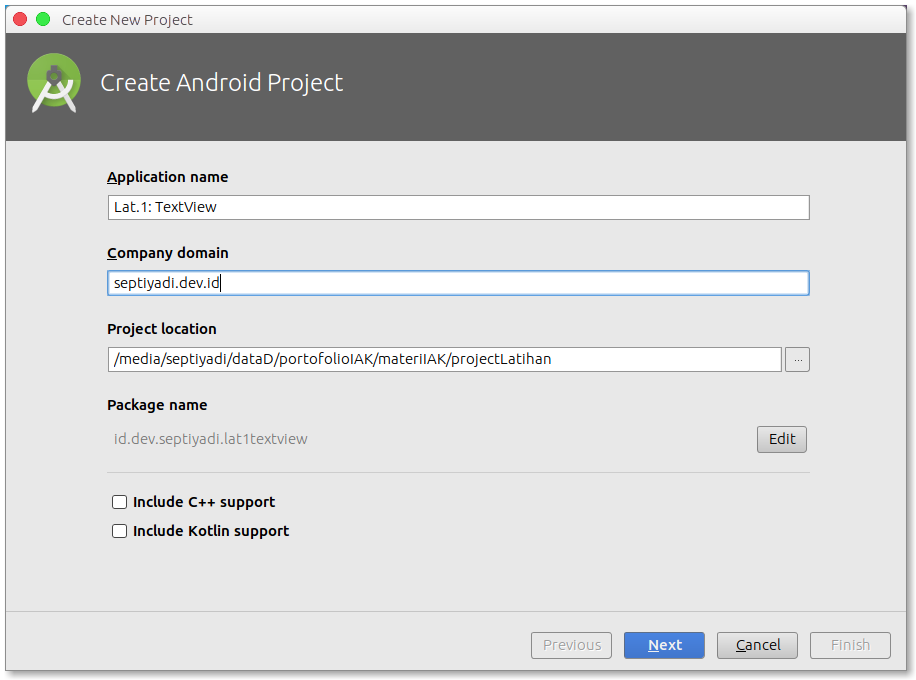 Create New Project
Create Android Project
Application name
Lat.1: TextView
Company domain
septiyadi.dev.id
Project location
/media/septiyadi/dataD/portofolioIAK/materiIAK/projectLatihan
...
Package name
id.dev.septiyadi.lat1textview
Edit
Include C++ support
Include Kotlin support
Previous Next Cancel Finish